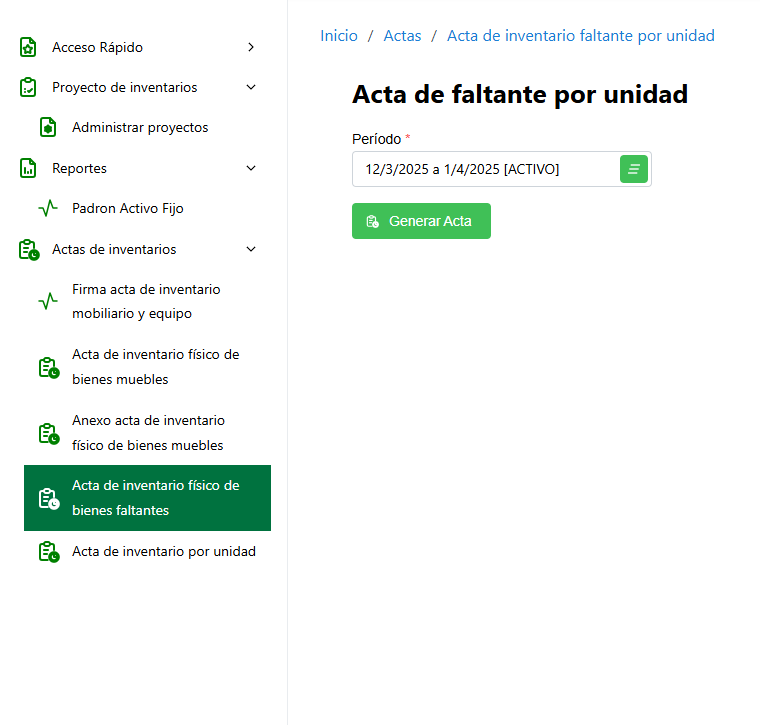 Acceso Rápido
Proyecto de inventarios
Administrar proyectos
Reportes
Padron Activo Fijo
Actas de inventarios
Firma acta de inventario
mobiliario y equipo
Acta de inventario físico de
bienes muebles
Anexo acta de inventario
físico de bienes muebles
Acta de inventario físico de
bienes faltantes
Acta de inventario por unidad
Inicio / Actas / Acta de inventario faltante por unidad
Acta de faltante por unidad
Período *
12/3/2025 a 1/4/2025 [ACTIVO]
Generar Acta